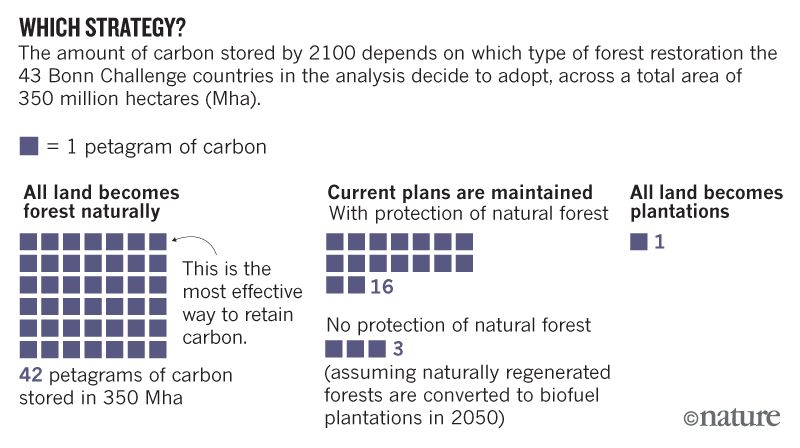 WHICH STRATEGY?
The amount of carbon stored by 2100 depends on which type of forest restoration the
43 Bonn Challenge countries in the analysis decide to adopt, across a total area of
350 million hectares (Mha).
= 1 petagram of carbon
All land becomes
forest naturally
This is the
most effective
way to retain
carbon.
42 petagrams of carbon
stored in 350 Mha
Current plans are maintained
With protection of natural forest
16
No protection of natural forest
3
(assuming naturally regenerated
forests are converted to biofuel
plantations in 2050)
All land becomes
plantations
1
©nature